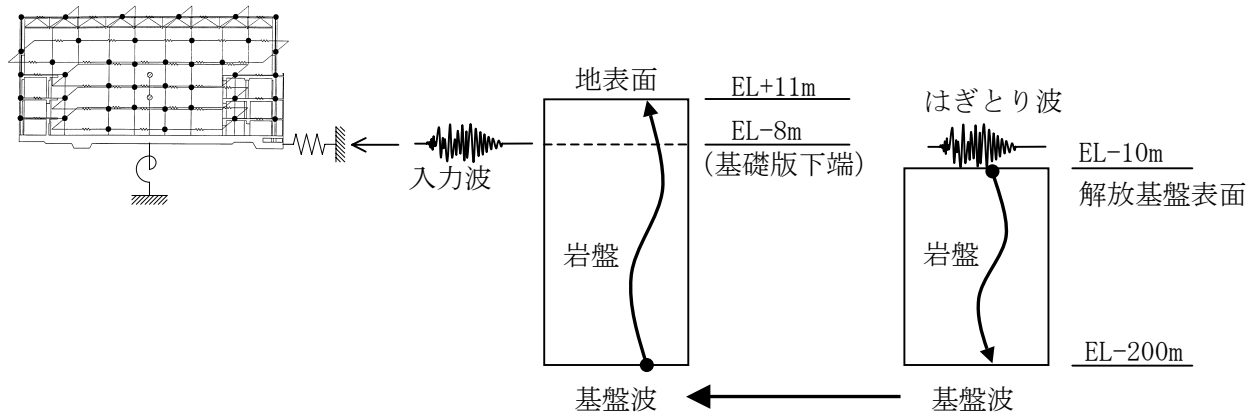 地表面
EL+11m
はぎとり波
EL-8m
(基礎版下端)
EL-10m
入力波
解放基盤表面
岩盤
岩盤
EL-200m
基盤波
基盤波